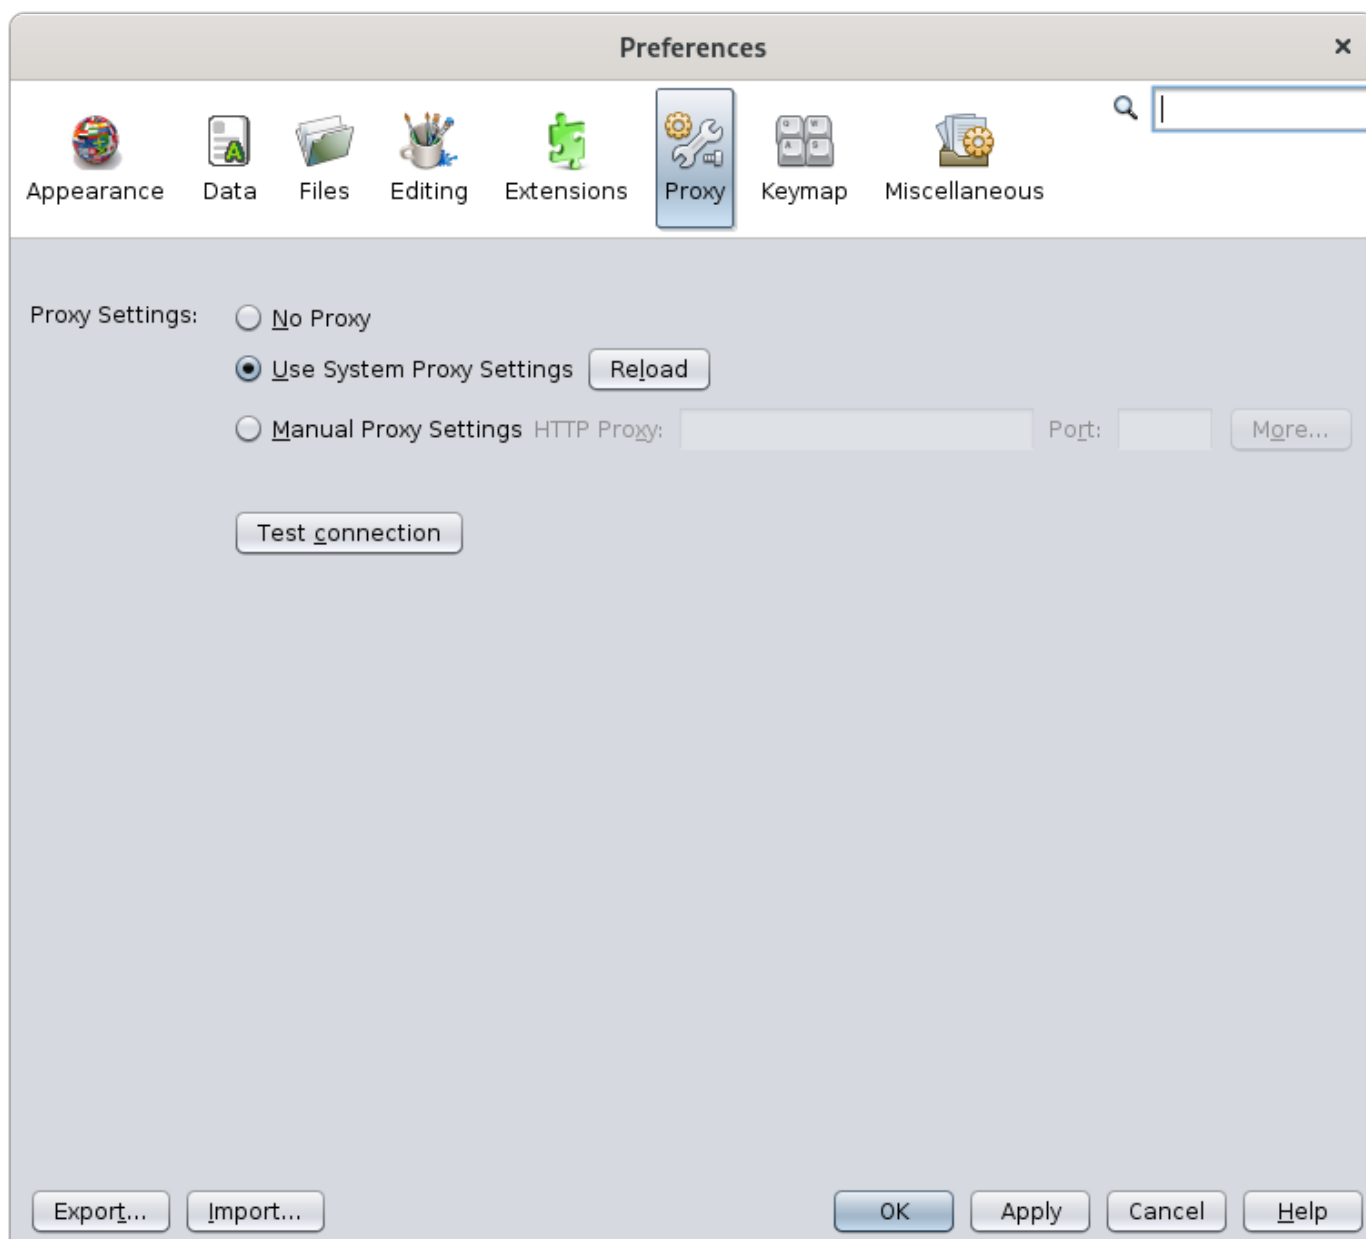 Preferences
Appearance Data Files Editing Extensions Proxy Keymap Miscellaneous
Proxy Settings: No Proxy
Use System Proxy Settings Reload
Manual Proxy Settings HTTP Proxy: Port: More...
Test connection
Export... Import... OK Apply Cancel Help